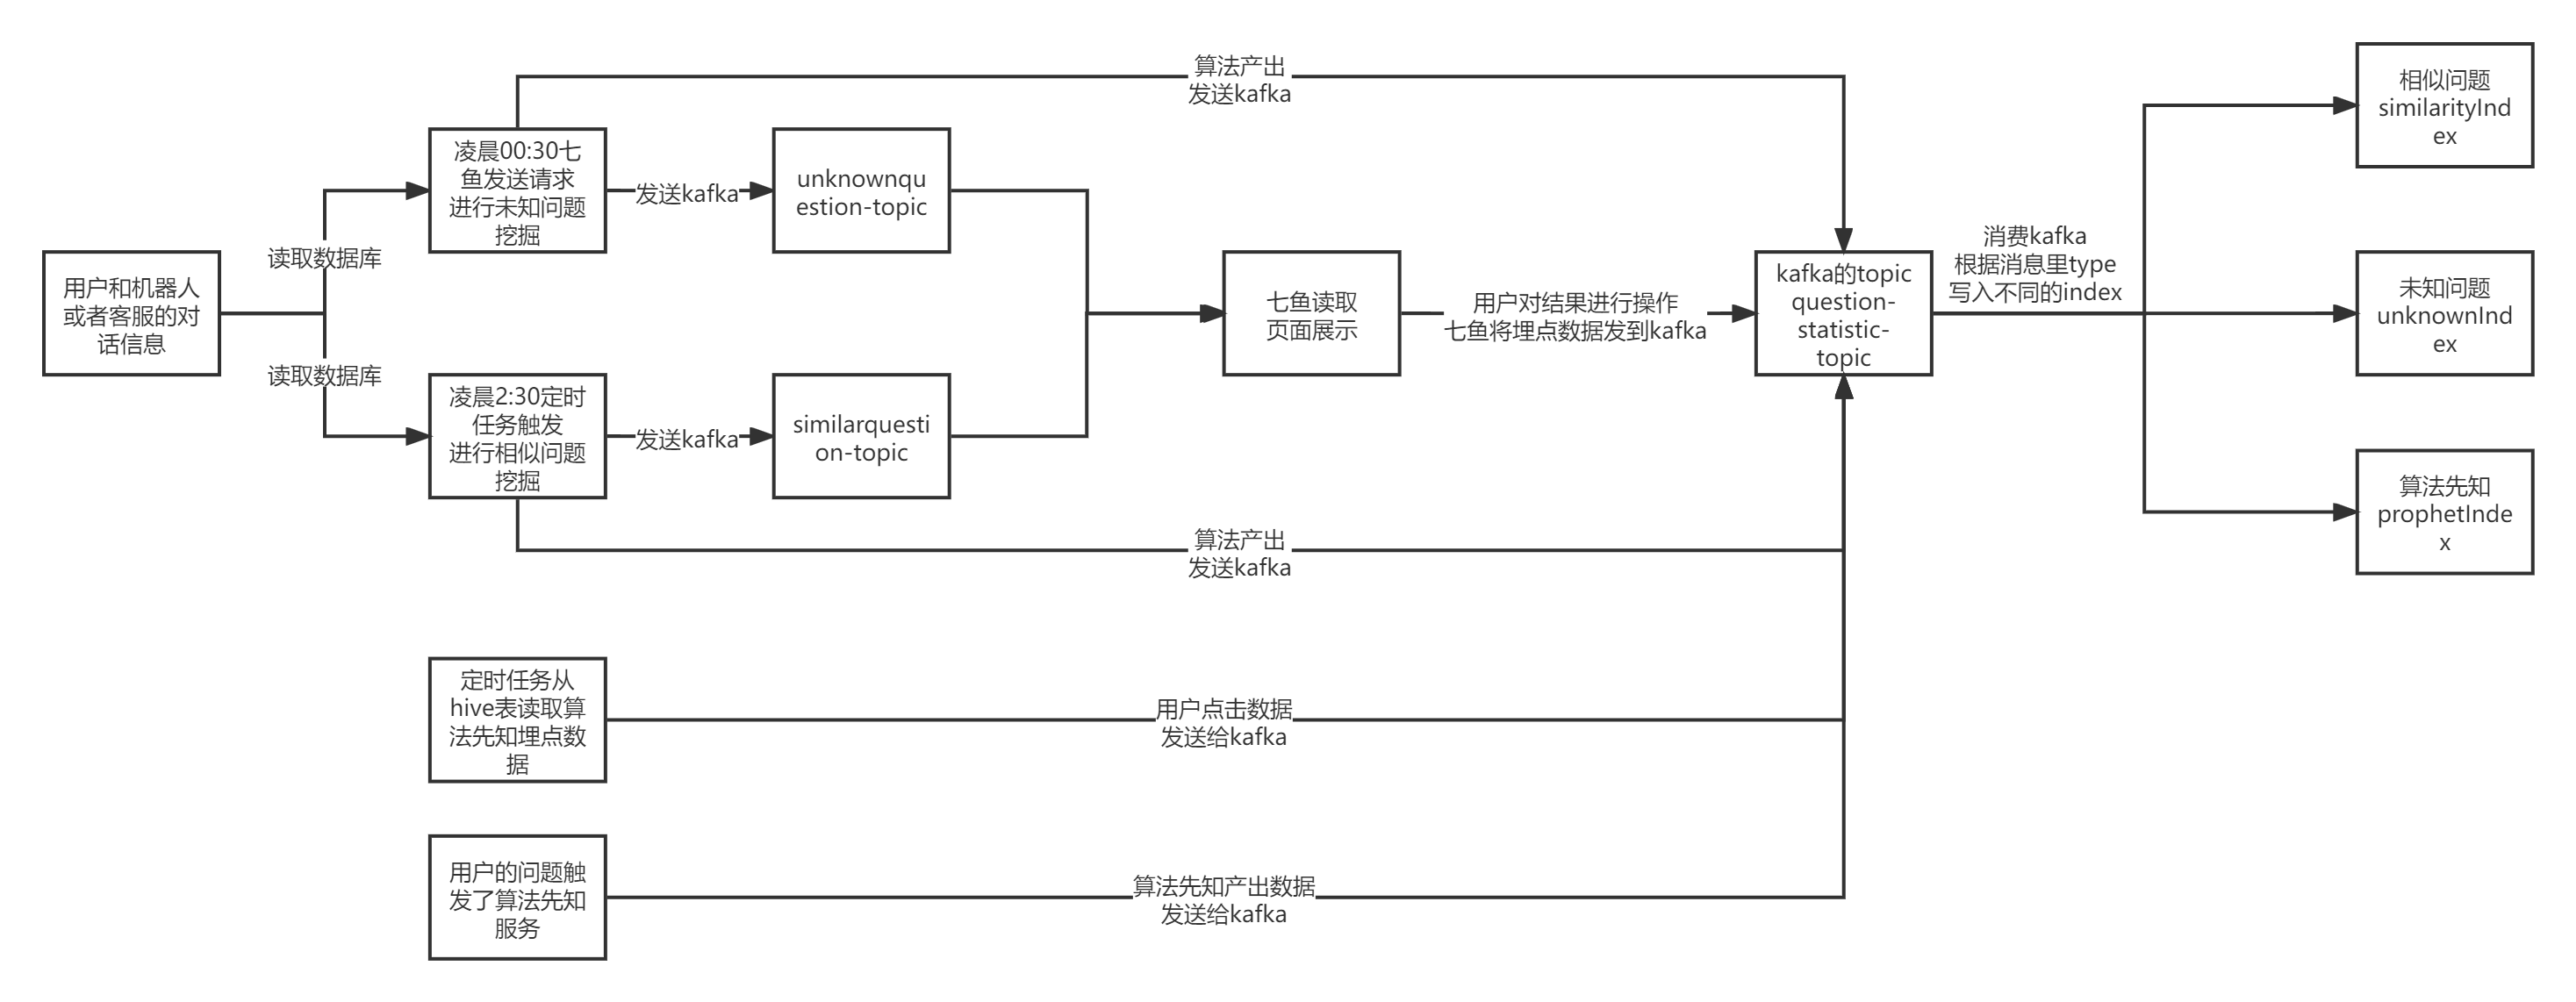 用户和机器人
或者客服的对
话信息
读取数据库
读取数据库
凌晨00:30七
鱼发送请求
进行未知问题
挖掘
凌晨2:30定时
任务触发
进行相似问题
挖掘
发送kafka
发送kafka
unknownqu
estion-topic
similarquesti
on-topic
算法产出
发送kafka
七鱼读取
页面展示
用户对结果进行操作
七鱼将埋点数据发到kafka
kafka的topic
question-
statistic-
topic
消费kafka
根据消息里type
写入不同的index
相似问题
similarityInd
ex
未知问题
unknownInd
ex
算法先知
prophetInde
x
算法产出
发送kafka
定时任务从
hive表读取算
法先知埋点数
据
用户点击数据
发送给kafka
用户的问题触
发了算法先知
服务
算法先知产出数据
发送给kafka